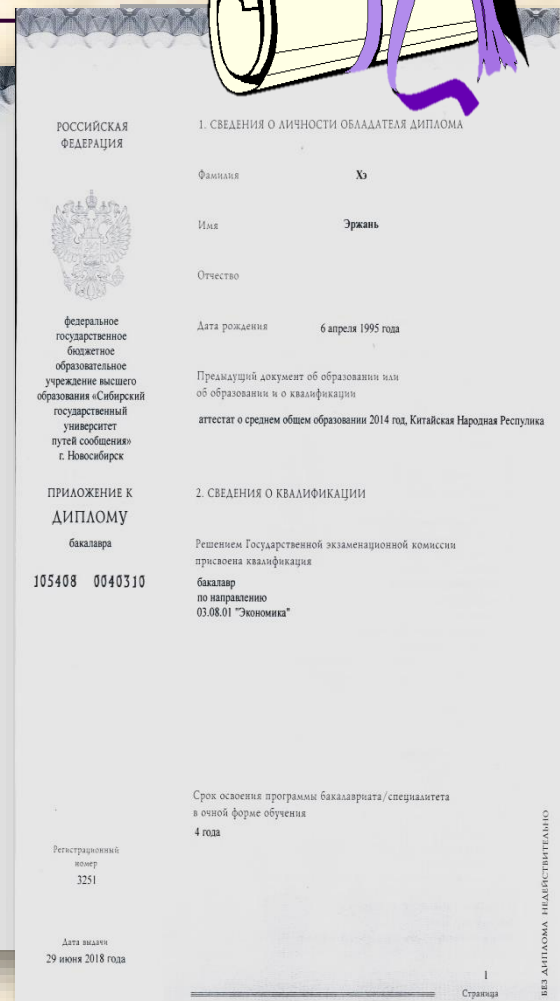 РОССИЙСКАЯ
ФЕДЕРАЦИЯ
федеральное
государственное
бюджетное
образовательное
учреждение высшего
образования «Сибирский
государственный
университет
путей сообщения»
г. Новосибирск
ПРИЛОЖЕНИЕ К
ДИПЛОМУ
бакалавра
105408 0040310
Регистрационный
номер
3251
Дата выдачи
29 июня 2018 года
1. СВЕДЕНИЯ О ЛИЧНОСТИ ОБЛАДАТЕЛЯ ДИПЛОМА
Фамилия Хэ
Имя Эржань
Отчество
Дата рождения 6 апреля 1995 года
Предыдущий документ об образовании или
об образовании и о квалификации
аттестат о среднем общем образовании 2014 год, Китайская Народная Респулика
2. СВЕДЕНИЯ О КВАЛИФИКАЦИИ
Решением Государственной экзаменационной комиссии
присвоена квалификация
бакалавр
по направлению
03.08.01 "Экономика"
Срок освоения программы бакалавриата/специалитета
в очной форме обучения
4 года
1
Страница
БЕЗ ДИПЛОМА НЕДЕЙСТВИТЕЛЬНО